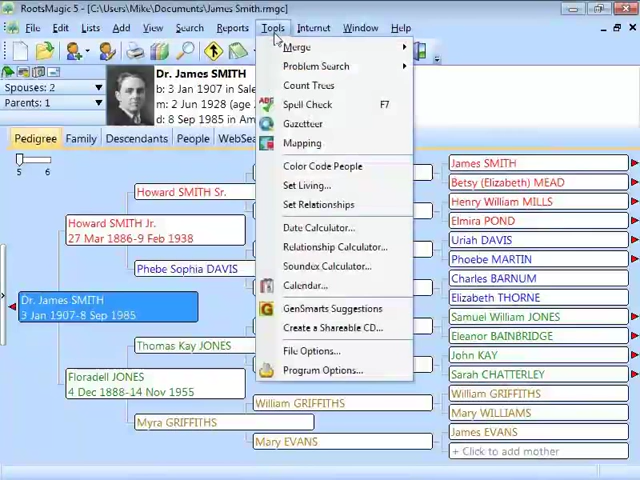 RootsMagic 5 - [C:\Users\Mike\Documents\James Smith.rmgc]
File Edit Lists Add View Search Reports Tools Internet Window Help
Spouses: 2
Parents: 1
Dr. James SMITH
b: 3 Jan 1907 in Sale
m: 2 Jun 1928 (age
d: 8 Sep 1985 in Am
Pedigree Family Descendants People WebSea
5 6
Merge
Problem Search
Count Trees
Spell Check F7
Gazetteer
Mapping
Color Code People
Set Living...
Set Relationships
Date Calculator...
Relationship Calculator...
Soundex Calculator...
Calendar...
GenSmarts Suggestions
Create a Shareable CD...
File Options...
Program Options...
Dr. James SMITH
3 Jan 1907-8 Sep 1985
Howard SMITH Jr.
27 Mar 1886-9 Feb 1938
Floradell JONES
4 Dec 1888-14 Nov 1955
Howard SMITH Sr.
Phebe Sophia DAVIS
Thomas Kay JONES
Myra GRIFFITHS
William GRIFFITHS
Mary EVANS
James SMITH
Betsy (Elizabeth) MEAD
Henry William MILLS
Elmira POND
Uriah DAVIS
Phoebe MARTIN
Charles BARNUM
Elizabeth THORNE
Samuel William JONES
Eleanor BAINBRIDGE
John KAY
Sarah CHATTERLEY
William GRIFFITHS
Mary WILLIAMS
James EVANS
+ Click to add mother